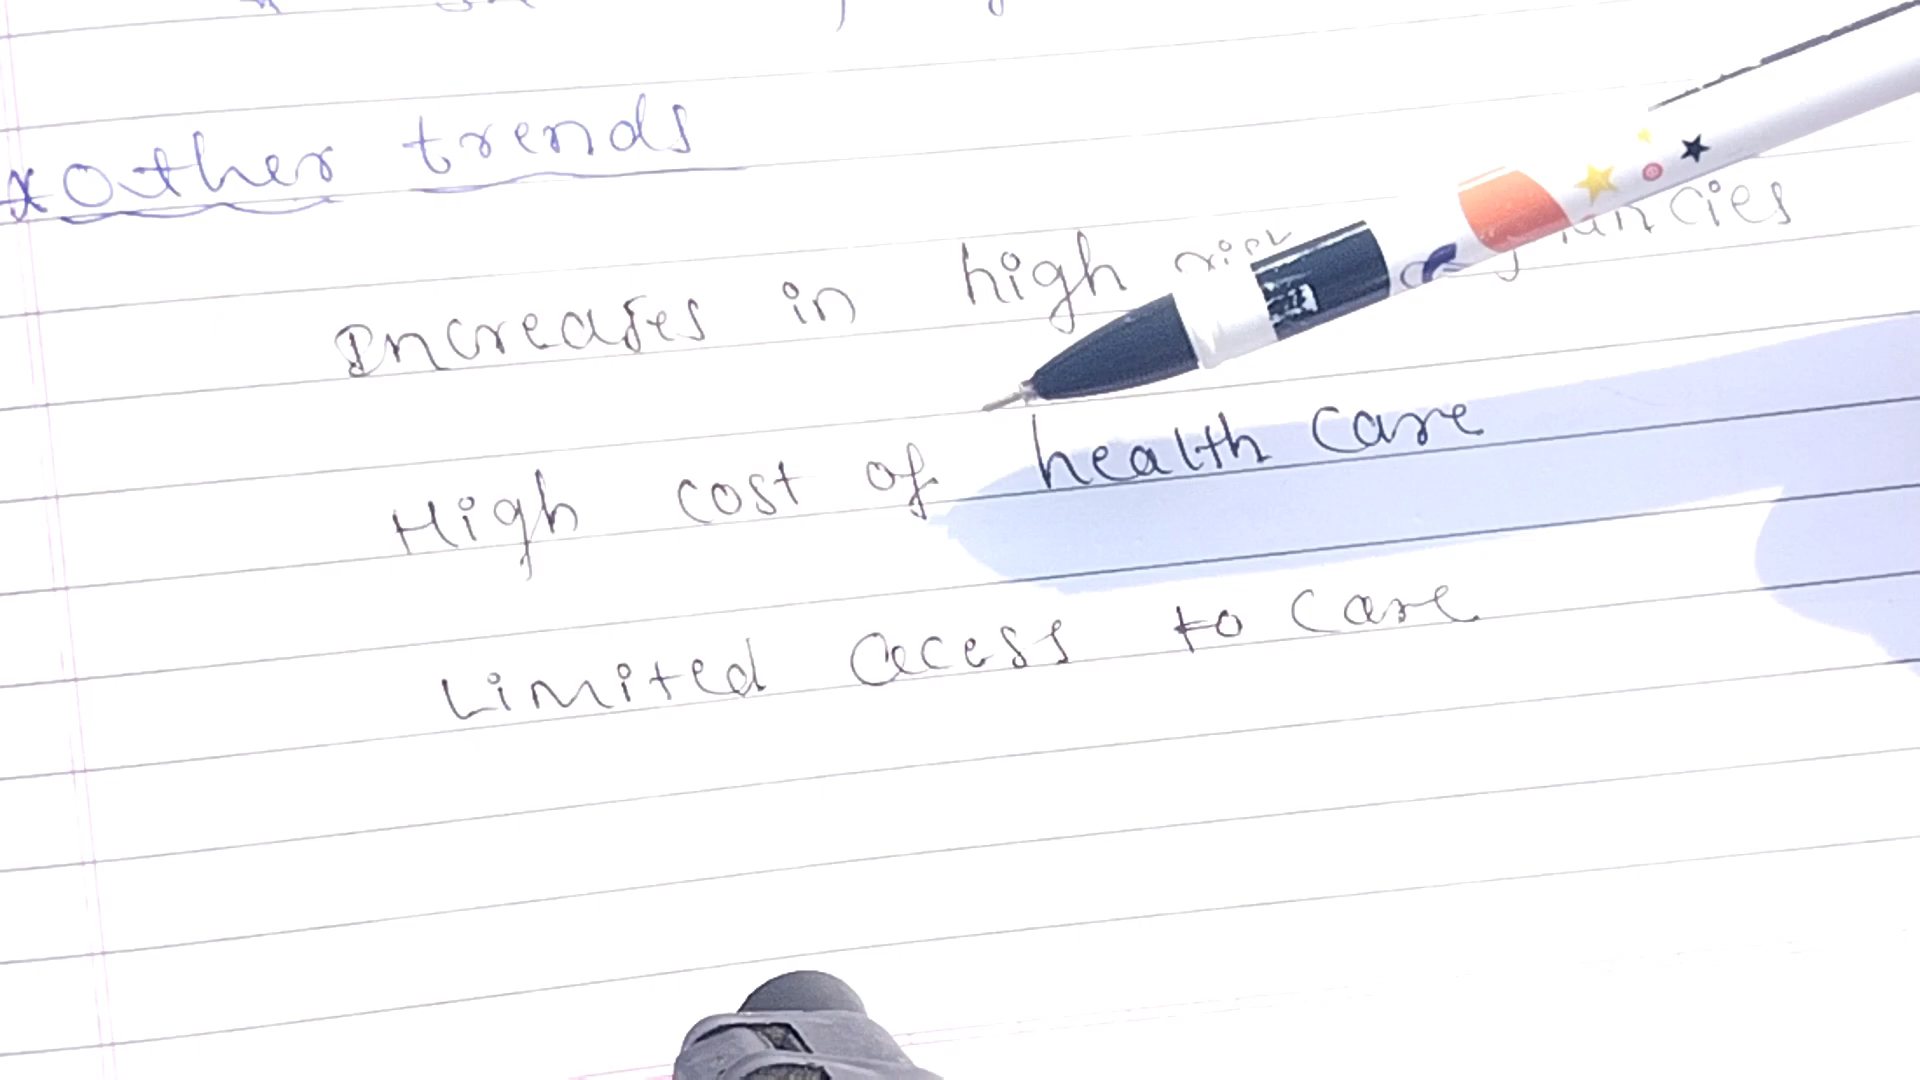 x Other trends
Increases in high
High cost of health care
Limited acess to care